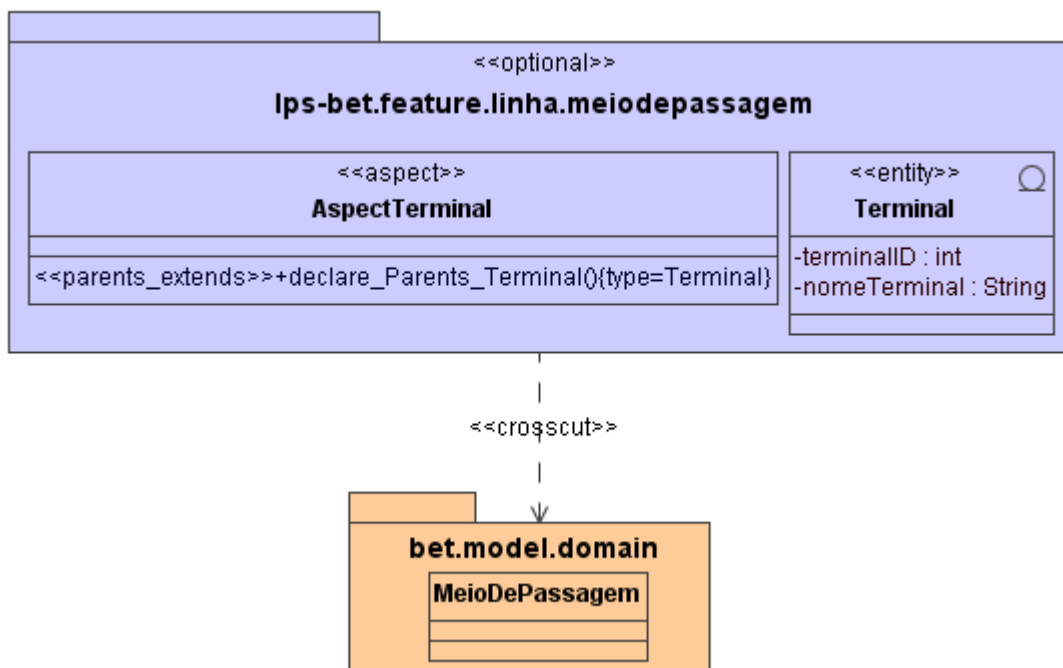 <<optional>>
lps-bet.feature.linha.meiodepassagem
<<aspect>>
AspectTerminal
<<parents_extends>>+declare_Parents_Terminal(){type=Terminal}
<<entity>>
Terminal
-terminalID : int
-nomeTerminal : String
<<crosscut>>
bet.model.domain
MeioDePassagem